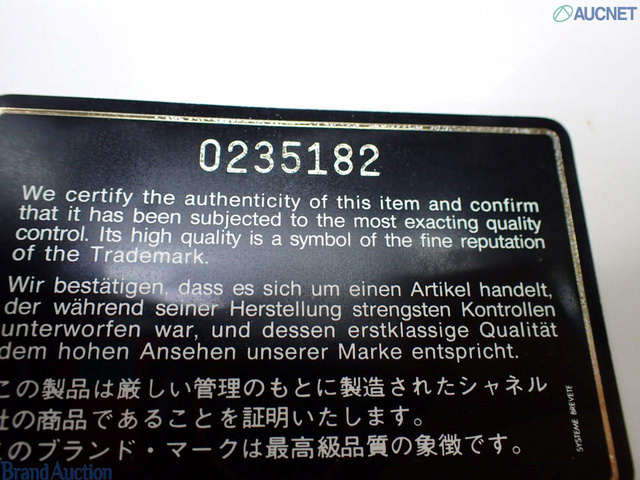 AUCNET
0235182
We certify the authenticity of this item and confirm
that it has been subjected to the most exacting quality
control. Its high quality is a symbol of the fine reputation
of the Trademark.
Wir bestätigen, dass es sich um einen Artikel handelt,
der während seiner Herstellung strengsten Kontrollen
unterworfen war, und dessen erstklassige Qualität
dem hohen Ansehen unserer Marke entspricht.
この製品は厳しい管理のもとに製造されたシャネル
社の商品であることを証明いたします。
このブランド・マークは最高級品質の象徴です。
SYSTEME BREVETE
Brand Auction